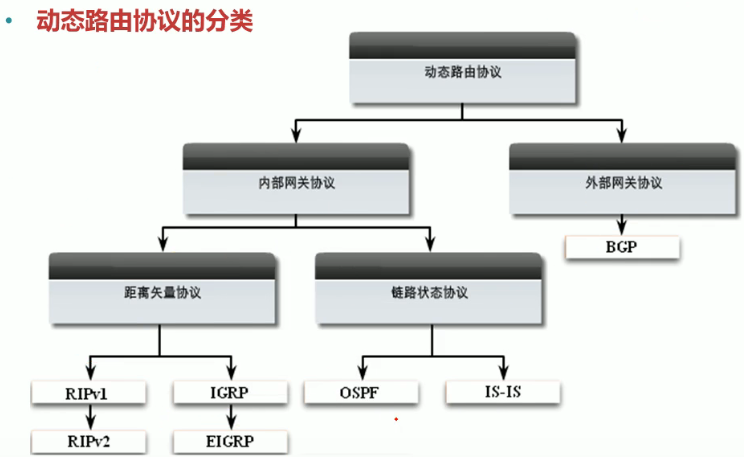 • 动态路由协议的分类
动态路由协议
内部网关协议
外部网关协议
BGP
距离矢量协议
链路状态协议
RIPv1
IGRP
OSPF
IS-IS
RIPv2
EIGRP